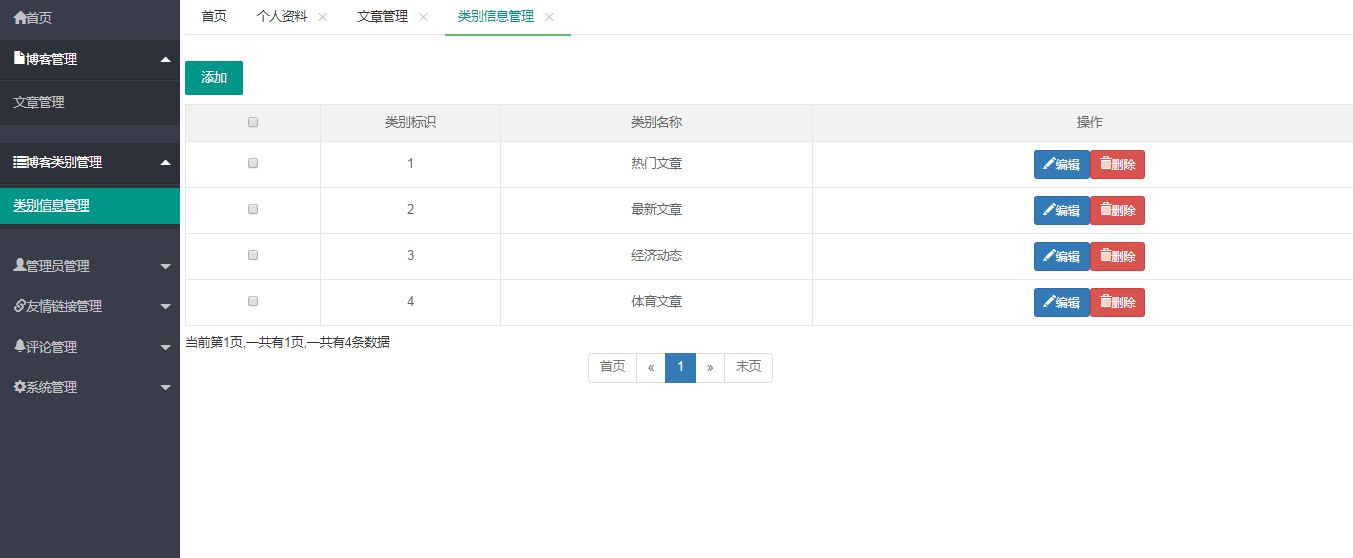 首页
博客管理
文章管理
博客类别管理
类别信息管理
管理员管理
友情链接管理
评论管理
系统管理
首页 个人资料 文章管理 类别信息管理
添加
类别标识 类别名称 操作
1 热门文章 编辑 删除
2 最新文章 编辑 删除
3 经济动态 编辑 删除
4 体育文章 编辑 删除
当前第1页,一共有1页,一共有4条数据
首页 « 1 » 末页